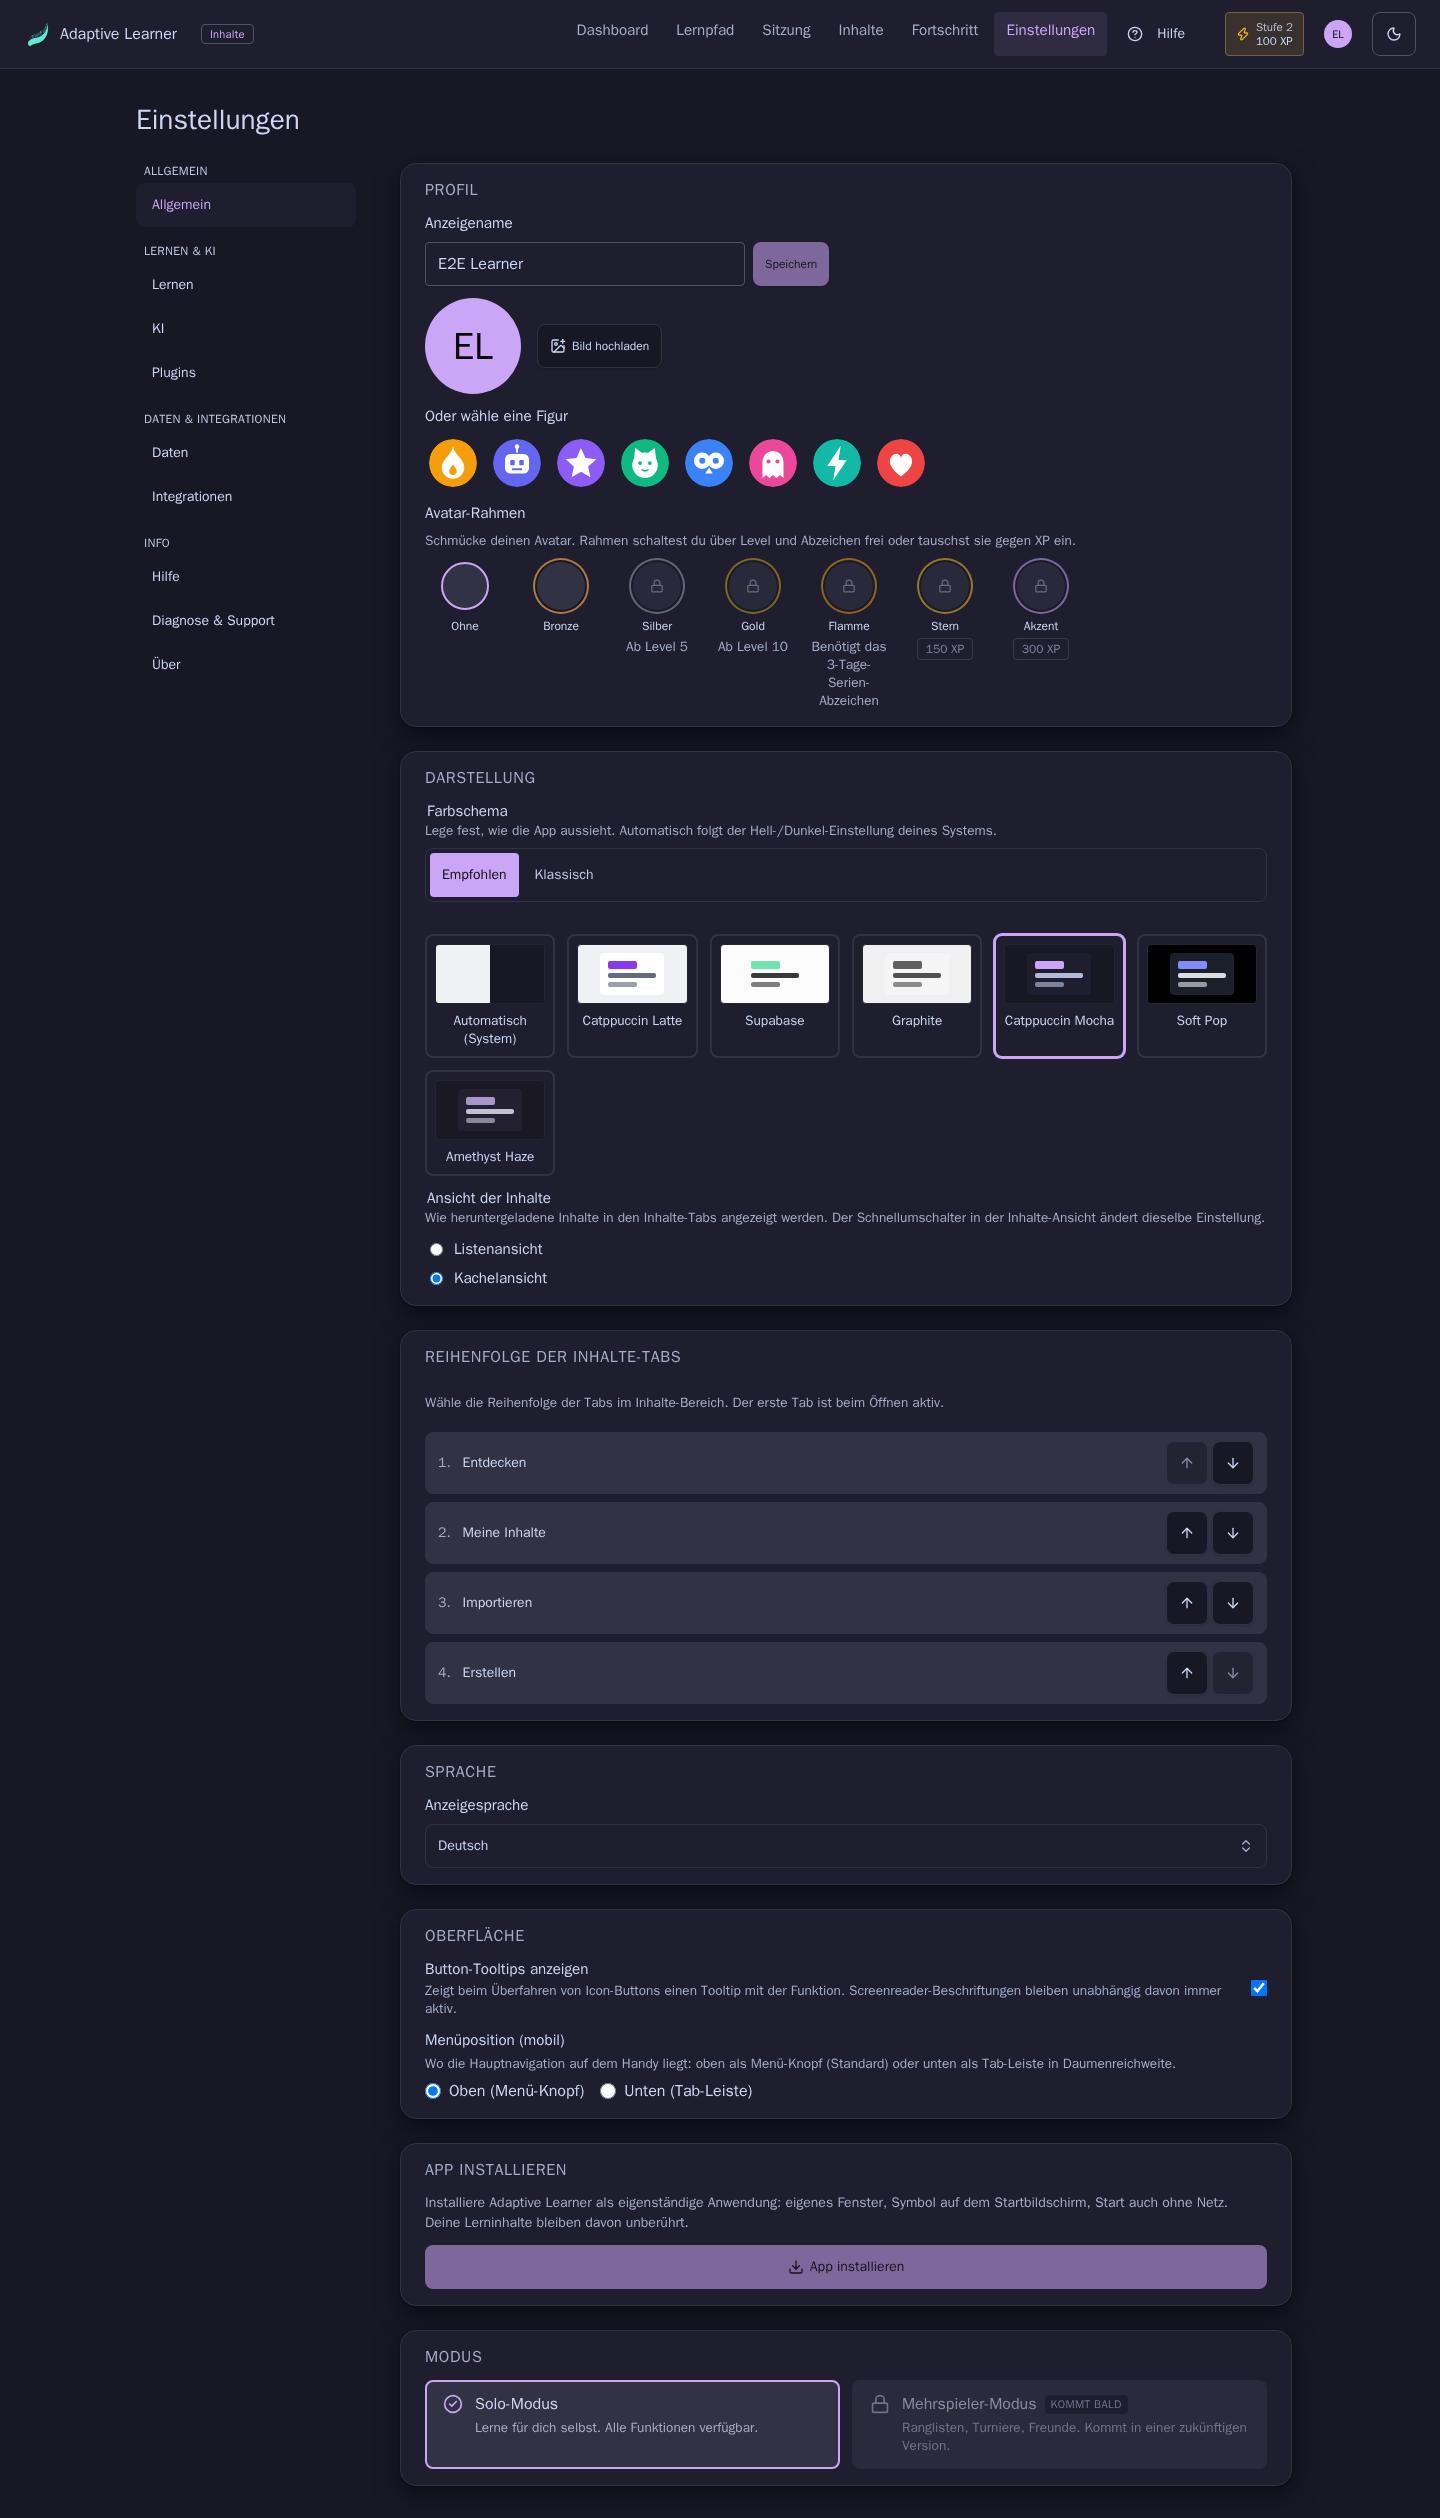 Adaptive Learner
Inhalte
Dashboard
Lernpfad
Sitzung
Inhalte
Fortschritt
Einstellungen
Hilfe
Stufe 2
100 XP
EL
Einstellungen
ALLGEMEIN
Allgemein
LERNEN & KI
Lernen
KI
Plugins
DATEN & INTEGRATIONEN
Daten
Integrationen
INFO
Hilfe
Diagnose & Support
Über
PROFIL
Anzeigename
E2E Learner
Speichern
EL
Bild hochladen
Oder wähle eine Figur
Avatar-Rahmen
Schmücke deinen Avatar. Rahmen schaltest du über Level und Abzeichen frei oder tauschst sie gegen XP ein.
Ohne
Bronze
Silber
Ab Level 5
Gold
Ab Level 10
Flamme
Benötigt das
3-Tage-
Serien-
Abzeichen
Stern
150 XP
Akzent
300 XP
DARSTELLUNG
Farbschema
Lege fest, wie die App aussieht. Automatisch folgt der Hell-/Dunkel-Einstellung deines Systems.
Empfohlen
Klassisch
Automatisch
(System)
Catppuccin Latte
Supabase
Graphite
Catppuccin Mocha
Soft Pop
Amethyst Haze
Ansicht der Inhalte
Wie heruntergeladene Inhalte in den Inhalte-Tabs angezeigt werden. Der Schnellumschalter in der Inhalte-Ansicht ändert dieselbe Einstellung.
Listenansicht
Kachelansicht
REIHENFOLGE DER INHALTE-TABS
Wähle die Reihenfolge der Tabs im Inhalte-Bereich. Der erste Tab ist beim Öffnen aktiv.
1. Entdecken
2. Meine Inhalte
3. Importieren
4. Erstellen
SPRACHE
Anzeigesprache
Deutsch
OBERFLÄCHE
Button-Tooltips anzeigen
Zeigt beim Überfahren von Icon-Buttons einen Tooltip mit der Funktion. Screenreader-Beschriftungen bleiben unabhängig davon immer
aktiv.
Menüposition (mobil)
Wo die Hauptnavigation auf dem Handy liegt: oben als Menü-Knopf (Standard) oder unten als Tab-Leiste in Daumenreichweite.
Oben (Menü-Knopf)
Unten (Tab-Leiste)
APP INSTALLIEREN
Installiere Adaptive Learner als eigenständige Anwendung: eigenes Fenster, Symbol auf dem Startbildschirm, Start auch ohne Netz.
Deine Lerninhalte bleiben davon unberührt.
App installieren
MODUS
Solo-Modus
Lerne für dich selbst. Alle Funktionen verfügbar.
Mehrspieler-Modus
KOMMT BALD
Ranglisten, Turniere, Freunde. Kommt in einer zukünftigen
Version.